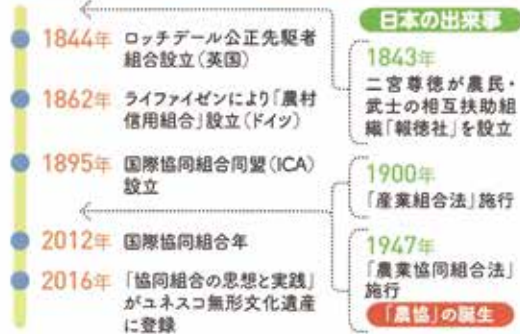 1844年 ロッチデール公正先駆者
組合設立(英国)
1862年 ライファイゼンにより「農村
信用組合」設立(ドイツ)
1895年 国際協同組合同盟(ICA)
設立
2012年 国際協同組合年
2016年 「協同組合の思想と実践」
がユネスコ無形文化遺産
に登録
日本の出来事
1843年
二宮尊徳が農民・
武士の相互扶助組
織「報徳社」を設立
1900年
「産業組合法」施行
1947年
「農業協同組合法」
施行
「農協」の誕生